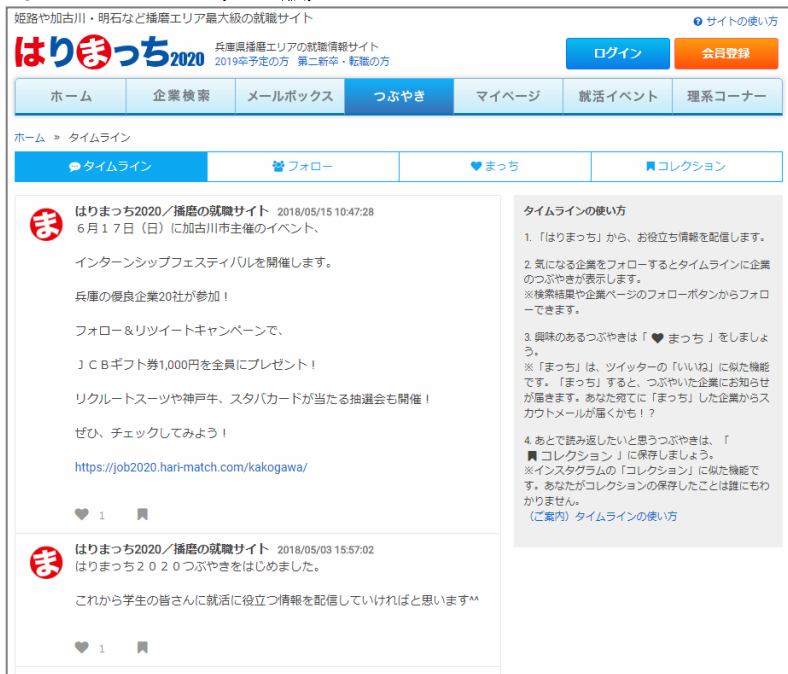 姫路や加古川・明石など播磨エリア最大級の就職サイト
サイトの使い方
はりまっち2020
兵庫県播磨エリアの就職情報サイト
2019卒予定の方 第二新卒・転職の方
ログイン
会員登録
ホーム
企業検索
メールボックス
つぶやき
マイページ
就活イベント
理系コーナー
ホーム » タイムライン
タイムライン
フォロー
まっち
コレクション
はりまっち2020／播磨の就職サイト 2018/05/15 10:47:28
６月１７日（日）に加古川市主催のイベント、
インターンシップフェスティバルを開催します。
兵庫の優良企業20社が参加！
フォロー＆リツイートキャンペーンで、
ＪＣＢギフト券1,000円を全員にプレゼント！
リクルートスーツや神戸牛、スタバカードが当たる抽選会も開催！
ぜひ、チェックしてみよう！
https://job2020.hari-match.com/kakogawa/
1
ま
はりまっち2020／播磨の就職サイト 2018/05/03 15:57:02
はりまっち２０２０つぶやきをはじめました。
これから学生の皆さんに就活に役立つ情報を配信していければと思います^^
1
ま
タイムラインの使い方
1. 「はりまっち」から、お役立ち情報を配信します。
2. 気になる企業をフォローするとタイムラインに企業
のつぶやきが表示します。
※検索結果や企業ページのフォローボタンからフォロ
ーできます。
3. 興味のあるつぶやきは「 ♥ まっち 」をしましょ
う。
※「まっち」は、ツイッターの「いいね」に似た機能
です。「まっち」すると、つぶやいた企業にお知らせ
が届きます。あなた宛てに「まっち」した企業からス
カウトメールが届くかも！？
4. あとで読み返したいと思うつぶやきは、「
コレクション 」に保存しましょう。
※インスタグラムの「コレクション」に似た機能で
す。あなたがコレクションの保存したことは誰にもわ
かりません。
（ご案内）タイムラインの使い方